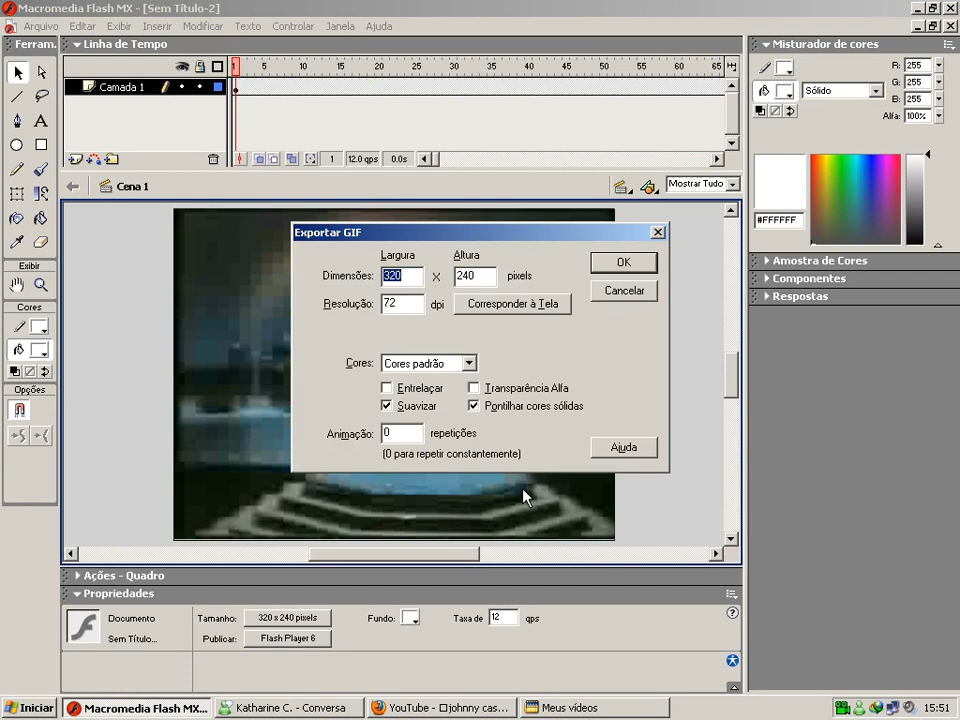 Macromedia Flash MX - [Sem Título-2]
Arquivo Editar Exibir Inserir Modificar Texto Controlar Janela Ajuda
Ferram.
Linha de Tempo
1 5 10 15 20 25 30 35 40 45 50 55 60 65
Camada 1
1 12.0 qps 0.0s
Cena 1
Mostrar Tudo
Exibir
Cores
Opções
Exportar GIF
Largura Altura
Dimensões: 320 X 240 pixels
OK
Cancelar
Resolução: 72 dpi Corresponder à Tela
Cores: Cores padrão
Entrelaçar Transparência Alfa
Suavizar Pontilhar cores sólidas
Animação: 0 repetições
(0 para repetir constantemente)
Ajuda
Misturador de cores
R: 255
G: 255
B: 255
Sólido
Alfa: 100%
#FFFFFF
Amostra de Cores
Components
Respostas
Ações - Quadro
Propriedades
Documento Tamanho: 320 x 240 pixels Fundo: Taxa de 12 qps
Sem Título... Publicar: Flash Player 6
Iniciar Macromedia Flash MX... Katharine C. - Conversa YouTube - johnny cas... Meus vídeos 15:51